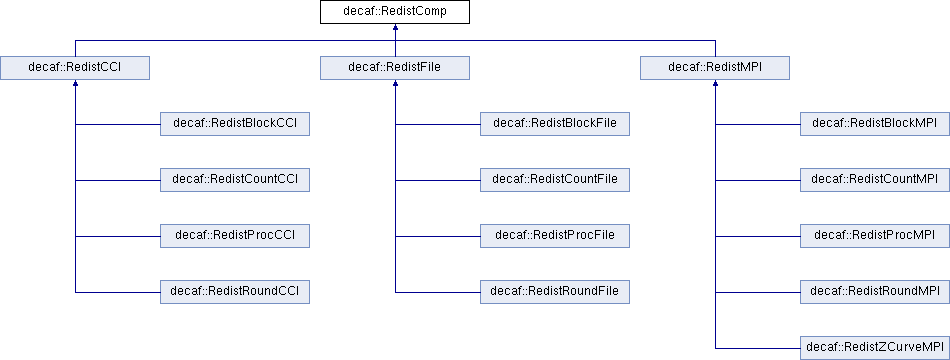 decaf::RedistComp
decaf::RedistCCI
decaf::RedistFile
decaf::RedistMPI
decaf::RedistBlockCCI
decaf::RedistBlockFile
decaf::RedistBlockMPI
decaf::RedistCountCCI
decaf::RedistCountFile
decaf::RedistCountMPI
decaf::RedistProcCCI
decaf::RedistProcFile
decaf::RedistProcMPI
decaf::RedistRoundCCI
decaf::RedistRoundFile
decaf::RedistRoundMPI
decaf::RedistZCurveMPI